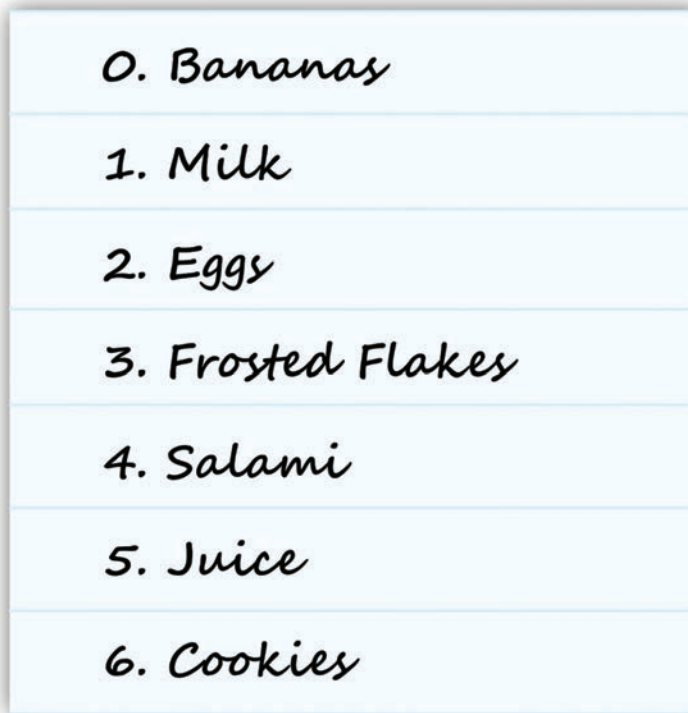 0. Bananas
1. Milk
2. Eggs
3. Frosted Flakes
4. Salami
5. Juice
6. Cookies